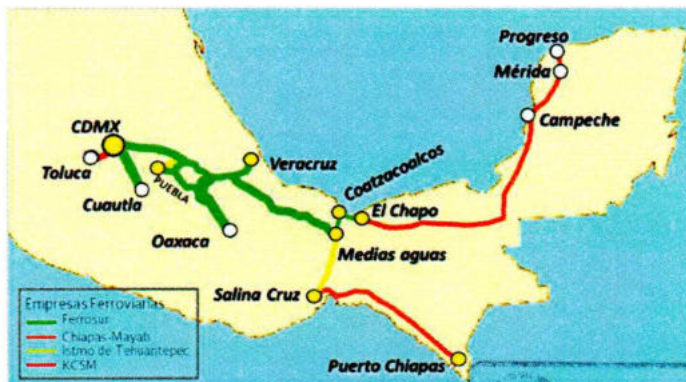 Progreso
Mérida
Campeche
CDMX
Toluca
Veracruz
Coatzacoalcos
PUEBLA
Cuautla
El Chapo
Oaxaca
Medias aguas
Salina Cruz
Puerto Chiapas
Empresas Ferroviarias
Ferrosur
Chiapas-Mayab
Istmo de Tehuantepec
KCSM